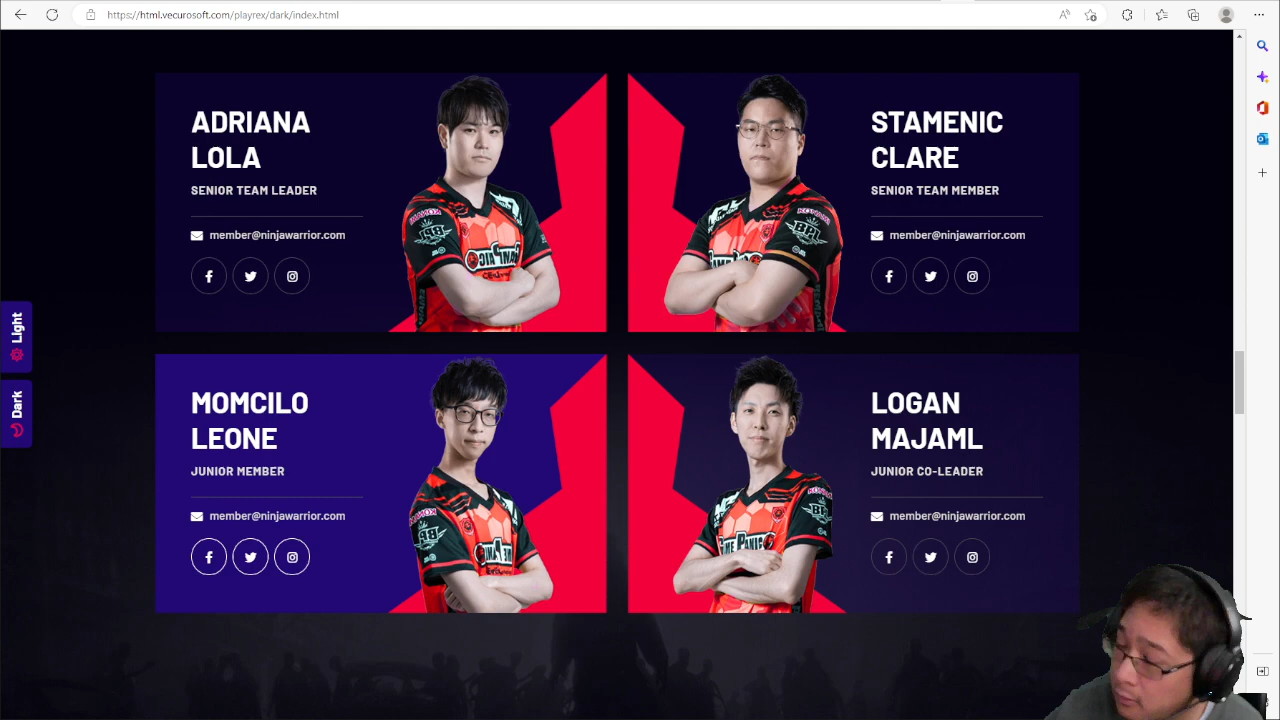 https://html.vecurosoft.com/playrex/dark/index.html
ADRIANA
LOLA
SENIOR TEAM LEADER
member@ninjawarrior.com
STAMENIC
CLARE
SENIOR TEAM MEMBER
member@ninjawarrior.com
KONAMI
BPL
Light
Dark
MOMCILO
LEONE
JUNIOR MEMBER
member@ninjawarrior.com
LOGAN
MAJAML
JUNIOR CO-LEADER
member@ninjawarrior.com